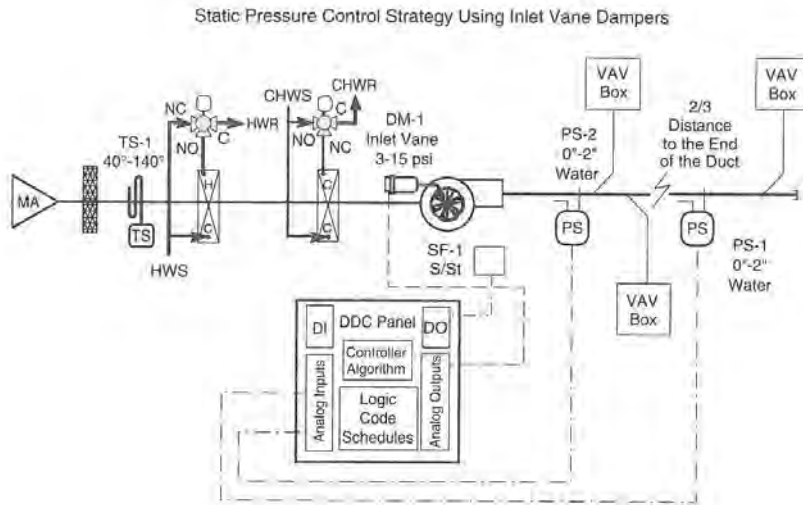 Static Pressure Control Strategy Using Inlet Vane Dampers
VAV
Box
VAV
Box
CHWR
CHWS
NC
C
HWR
NO
C
NO
NC
TS-1
40°-140°
DM-1
Inlet Vane
3-15 psi
PS-2
0"-2"
Water
2/3
Distance
to the End
of the Duct
MA
H
C
C
C
TS
HWS
PS
PS
SF-1
S/St
PS-1
0"-2"
Water
VAV
Box
DI
DDC Panel
DO
Controller
Algorithm
Analog Inputs
Logic
Code
Schedules
Analog Outputs